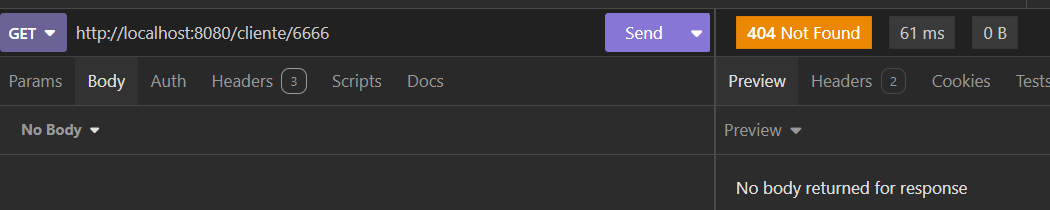 GET http://localhost:8080/cliente/6666 Send 404 Not Found 61 ms 0 B
Params Body Auth Headers 3 Scripts Docs Preview Headers 2 Cookies Tests
No Body Preview
No body returned for response